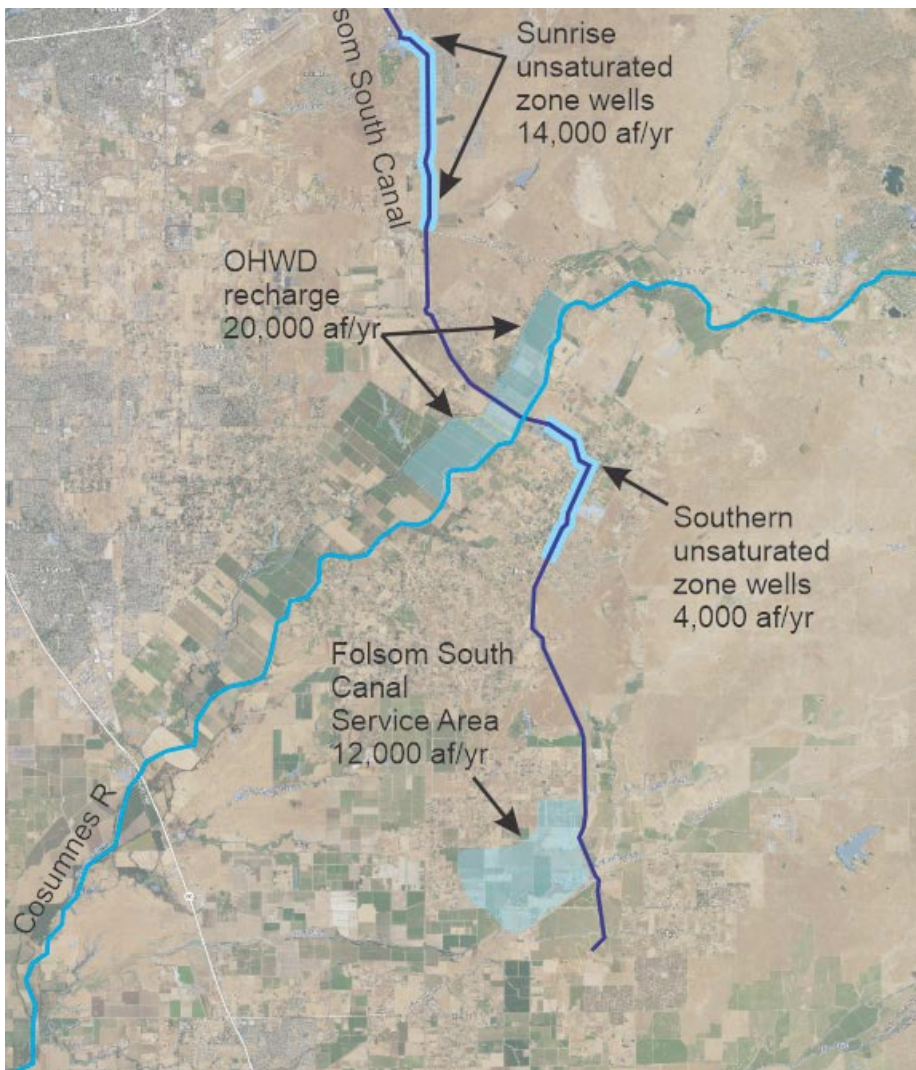 Sunrise
unsaturated
zone wells
14,000 af/yr
som South Canal
OHWD
recharge
20,000 af/yr
Southern
unsaturated
zone wells
4,000 af/yr
Folsom South
Canal
Service Area
12,000 af/yr
Cosumnes R